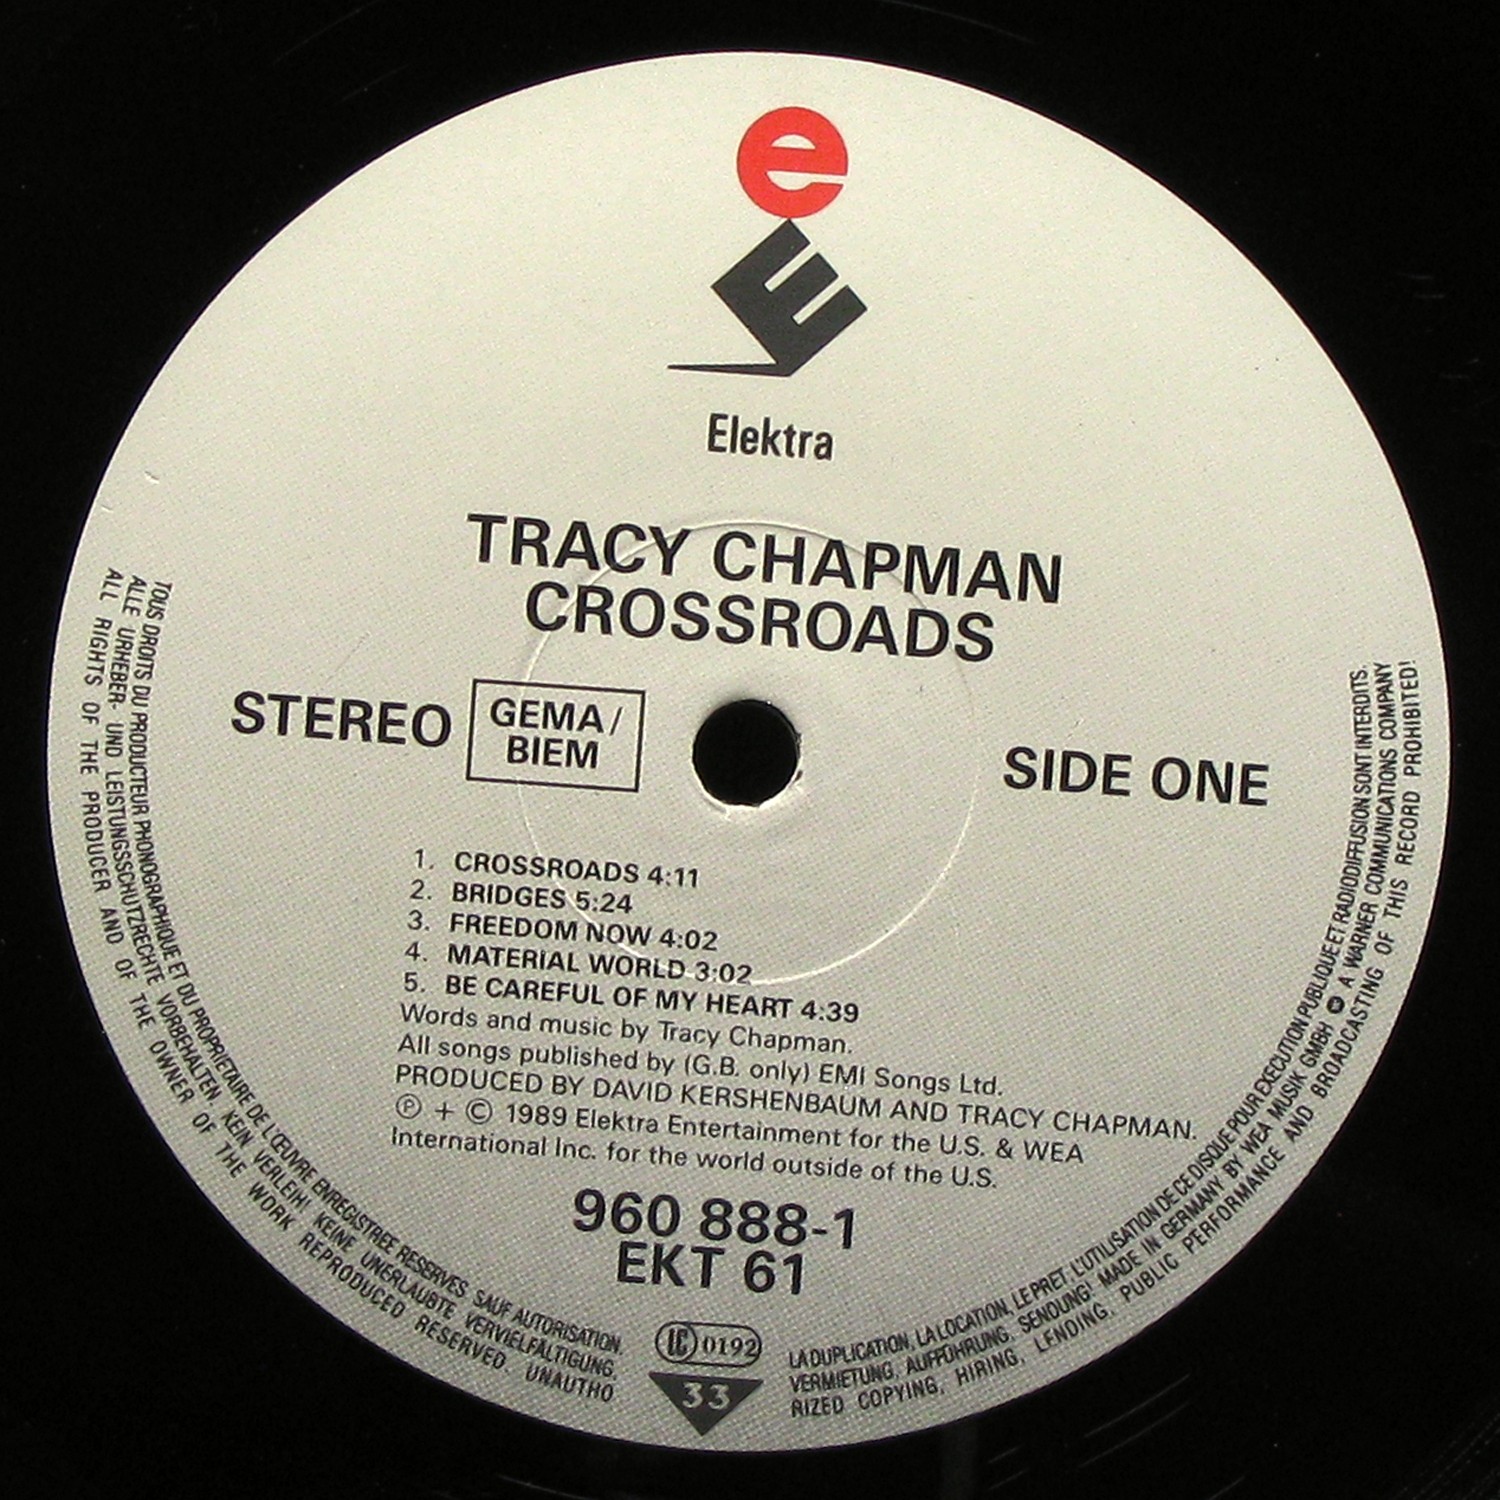 e
E
Elektra
TRACY CHAPMAN
CROSSROADS
STEREO
GEMA/
BIEM
SIDE ONE
1. CROSSROADS 4:11
2. BRIDGES 5:24
3. FREEDOM NOW 4:02
4. MATERIAL WORLD 3:02
5. BE CAREFUL OF MY HEART 4:39
Words and music by Tracy Chapman.
All songs published by (G.B. only) EMI Songs Ltd.
PRODUCED BY DAVID KERSHENBAUM AND TRACY CHAPMAN.
℗ + © 1989 Elektra Entertainment for the U.S. & WEA
International Inc. for the world outside of the U.S.
960 888-1
EKT 61
LC 0192
33
TOUS DROITS DU PRODUCTEUR PHONOGRAPHIQUE ET DU PROPRIETAIRE DE L'ŒUVRE ENREGISTREE RESERVES. SAUF AUTORISATION, LA DUPLICATION, LA LOCATION, LE PRET, L'UTILISATION DE CE DISQUE POUR EXECUTION PUBLIQUE ET RADIODIFFUSION SONT INTERDITS.
ALLE URHEBER- UND LEISTUNGSSCHUTZRECHTE VORBEHALTEN. KEIN VERLEIH! KEINE UNERLAUBTE VERVIELFÄLTIGUNG, VERMIETUNG, AUFFÜHRUNG, SENDUNG! MADE IN GERMANY BY WEA MUSIK GMBH A WARNER COMMUNICATIONS COMPANY
ALL RIGHTS OF THE PRODUCER AND OF THE OWNER OF THE WORK REPRODUCED RESERVED. UNAUTHORIZED COPYING, HIRING, LENDING, PUBLIC PERFORMANCE AND BROADCASTING OF THIS RECORD PROHIBITED!